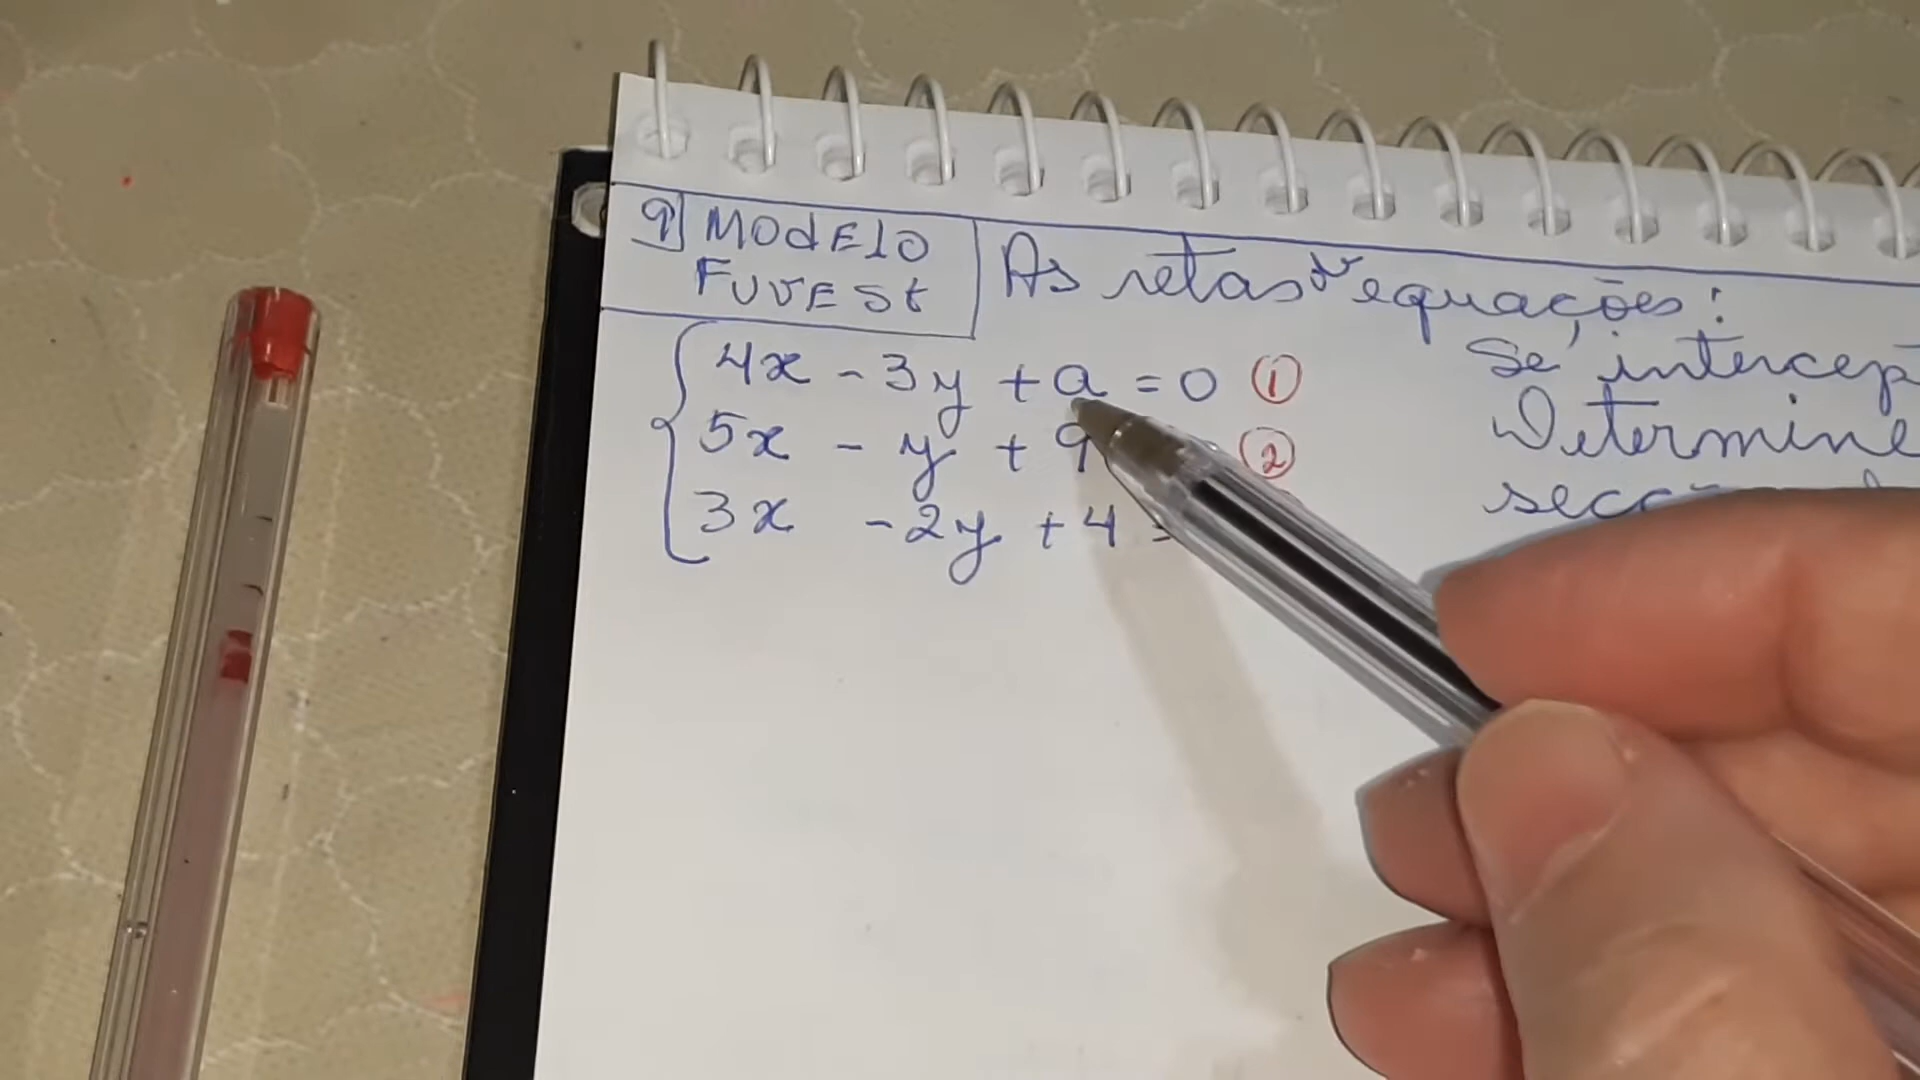 9] MODELO FUVEST
As retas de equações:
4x - 3y + a = 0 ①
5x - y + 9 ②
3x - 2y + 4 =
Se intercep
Determine